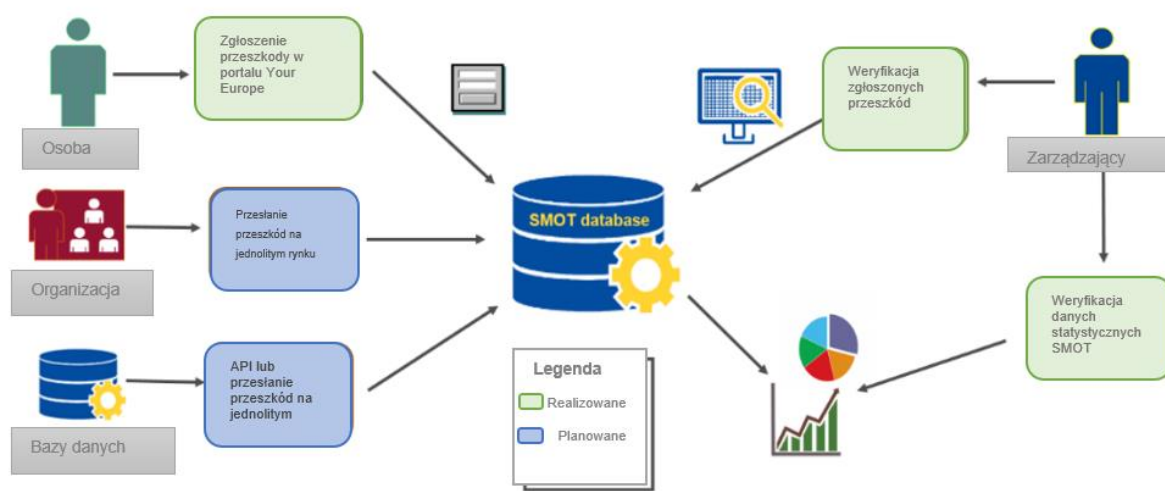 Zgłoszenie
przeszkody w
portalu Your
Europe
Osoba
Weryfikacja
zgłoszonych
przeszkód
Zarządzający
Przesłanie
przeszkód na
jednolitym rynku
Organizacja
SMOT database
API lub
przesłanie
przeszkód na
jednolitym
Bazy danych
Weryfikacja
danych
statystycznych
SMOT
Legenda
Realizowane
Planowane